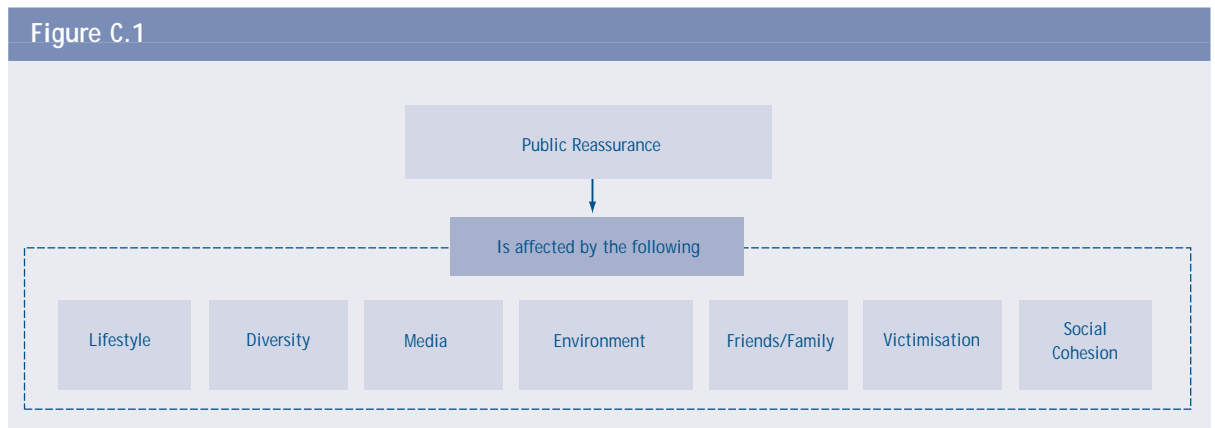 Figure C.1
Public Reassurance
Is affected by the following
Lifestyle
Diversity
Media
Environment
Friends/Family
Victimisation
Social
Cohesion